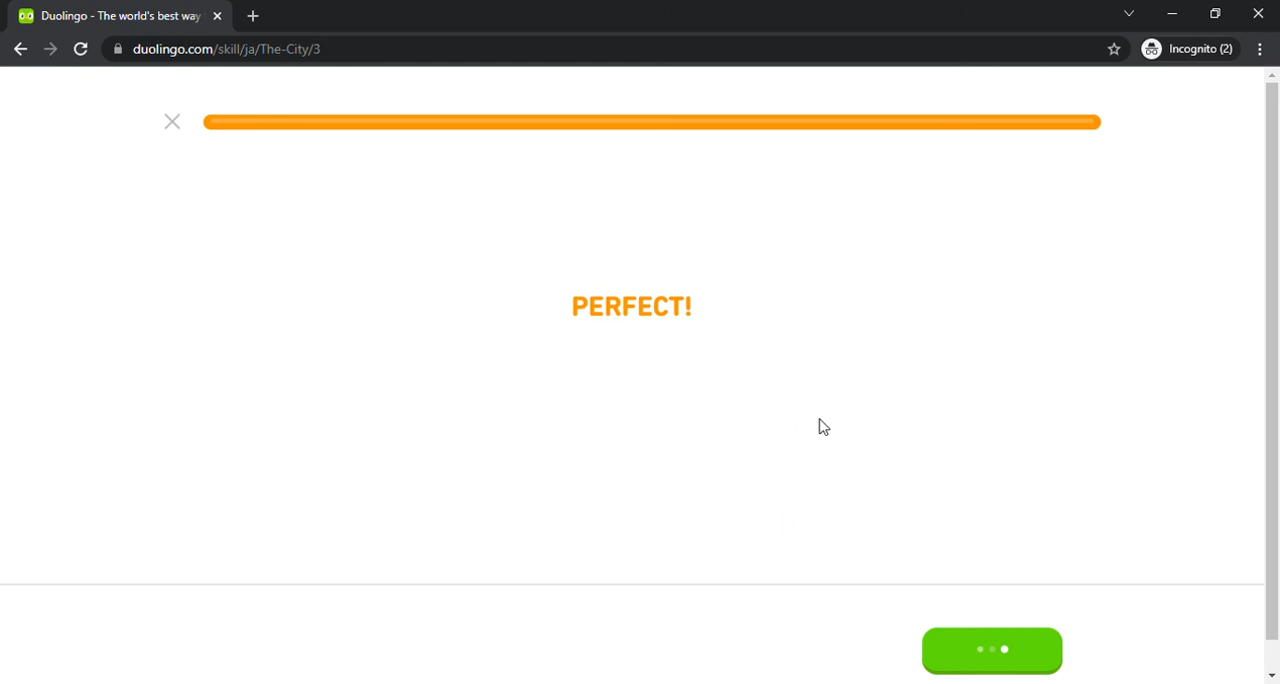 Duolingo - The world's best way
duolingo.com/skill/ja/The-City/3
Incognito (2)
PERFECT!